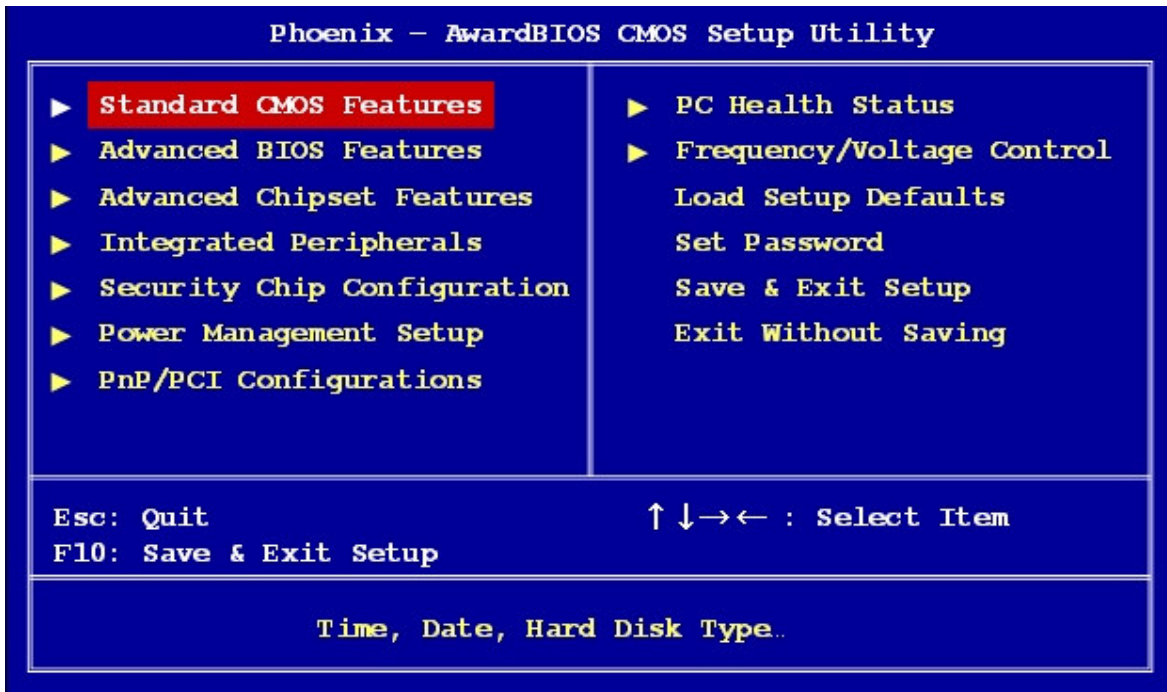 Phoenix – AwardBIOS CMOS Setup Utility
▶ Standard CMOS Features
▶ Advanced BIOS Features
▶ Advanced Chipset Features
▶ Integrated Peripherals
▶ Security Chip Configuration
▶ Power Management Setup
▶ PnP/PCI Configurations
▶ PC Health Status
▶ Frequency/Voltage Control
Load Setup Defaults
Set Password
Save & Exit Setup
Exit Without Saving
Esc: Quit
F10: Save & Exit Setup
↑↓→← : Select Item
Time, Date, Hard Disk Type…